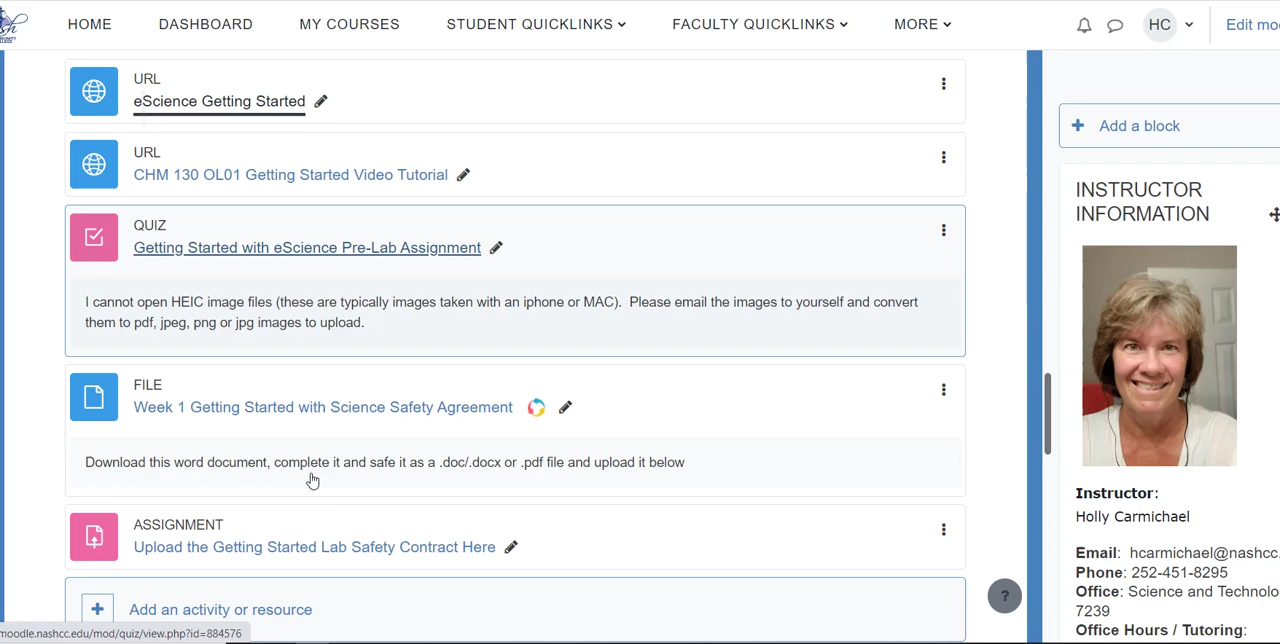 HOME DASHBOARD MY COURSES STUDENT QUICKLINKS FACULTY QUICKLINKS MORE HC Edit mo
URL
eScience Getting Started
URL
CHM 130 OL01 Getting Started Video Tutorial
QUIZ
Getting Started with eScience Pre-Lab Assignment
I cannot open HEIC image files (these are typically images taken with an iphone or MAC). Please email the images to yourself and convert
them to pdf, jpeg, png or jpg images to upload.
FILE
Week 1 Getting Started with Science Safety Agreement
Download this word document, complete it and safe it as a .doc/.docx or .pdf file and upload it below
ASSIGNMENT
Upload the Getting Started Lab Safety Contract Here
+ Add an activity or resource
moodle.nashcc.edu/mod/quiz/view.php?id=884576
?
+ Add a block
INSTRUCTOR
INFORMATION
Instructor:
Holly Carmichael
Email: hcarmichael@nashcc.
Phone: 252-451-8295
Office: Science and Technolo
7239
Office Hours / Tutoring: